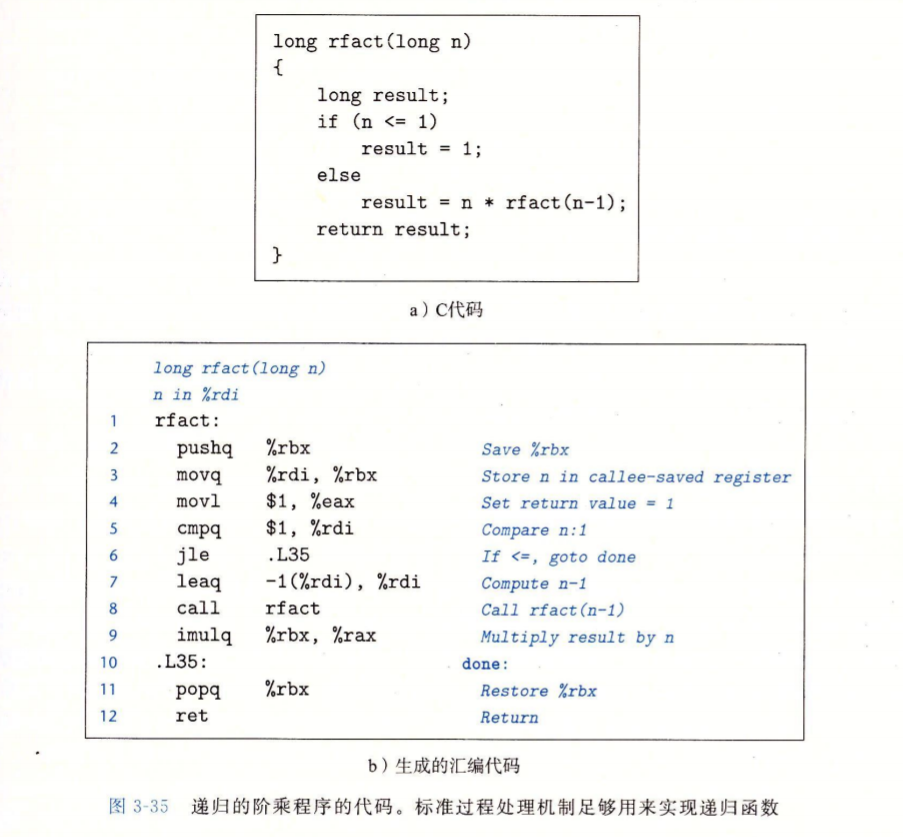 long rfact(long n)
{
    long result;
    if (n <= 1)
        result = 1;
    else
        result = n * rfact(n-1);
    return result;
}
a）C代码
long rfact(long n)
n in %rdi
1 rfact:
2 pushq %rbx Save %rbx
3 movq %rdi, %rbx Store n in callee-saved register
4 movl $1, %eax Set return value = 1
5 cmpq $1, %rdi Compare n:1
6 jle .L35 If <=, goto done
7 leaq -1(%rdi), %rdi Compute n-1
8 call rfact Call rfact(n-1)
9 imulq %rbx, %rax Multiply result by n
10 .L35: done:
11 popq %rbx Restore %rbx
12 ret Return
b）生成的汇编代码
图 3-35 递归的阶乘程序的代码。标准过程处理机制足够用来实现递归函数